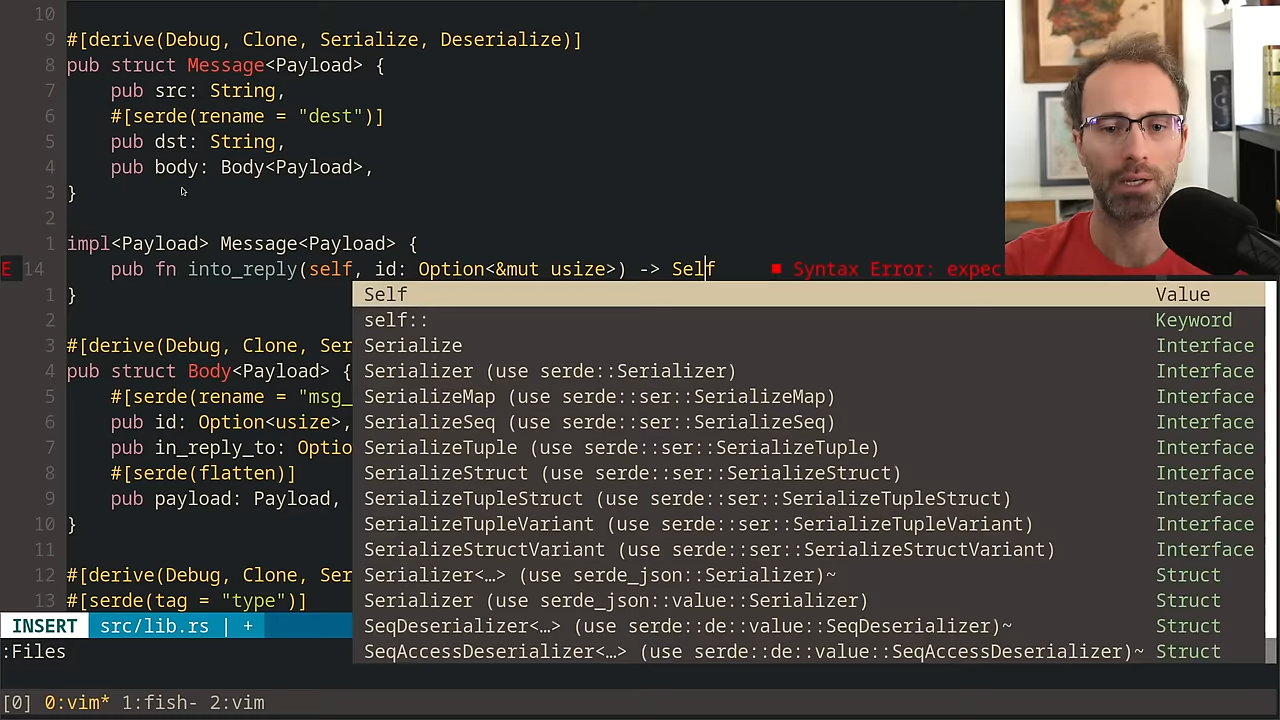 10
9 #[derive(Debug, Clone, Serialize, Deserialize)]
8 pub struct Message<Payload> {
7 pub src: String,
6 #[serde(rename = "dest")]
5 pub dst: String,
4 pub body: Body<Payload>,
3 }
2
1 impl<Payload> Message<Payload> {
E 14 pub fn into_reply(self, id: Option<&mut usize>) -> Self ■ Syntax Error: expec
1 }
Self Value
2
self:: Keyword
3 #[derive(Debug, Clone, Ser
Serialize Interface
4 pub struct Body<Payload> {
Serializer (use serde::Serializer) Interface
5 #[serde(rename = "msg_
SerializeMap (use serde::ser::SerializeMap) Interface
6 pub id: Option<usize>,
SerializeSeq (use serde::ser::SerializeSeq) Interface
7 pub in_reply_to: Optio
SerializeTuple (use serde::ser::SerializeTuple) Interface
8 #[serde(flatten)]
SerializeStruct (use serde::ser::SerializeStruct) Interface
9 pub payload: Payload,
SerializeTupleStruct (use serde::ser::SerializeTupleStruct) Interface
10 }
SerializeTupleVariant (use serde::ser::SerializeTupleVariant) Interface
11
SerializeStructVariant (use serde::ser::SerializeStructVariant) Interface
12 #[derive(Debug, Clone, Ser
Serializer<…> (use serde_json::Serializer)~ Struct
13 #[serde(tag = "type")]
Serializer (use serde_json::value::Serializer) Struct
INSERT src/lib.rs | +
SeqDeserializer<…> (use serde::de::value::SeqDeserializer)~ Struct
:Files
SeqAccessDeserializer<…> (use serde::de::value::SeqAccessDeserializer)~ Struct
[0] 0:vim* 1:fish- 2:vim